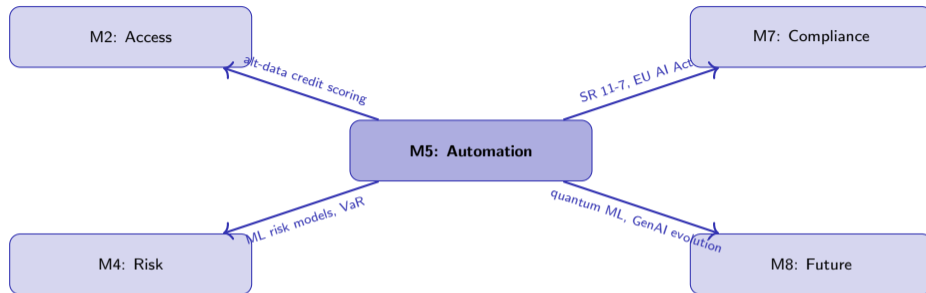 M2: Access
M7: Compliance
alt-data credit scoring
SR 11-7, EU AI Act
M5: Automation
ML risk models, VaR
quantum ML, GenAI evolution
M4: Risk
M8: Future